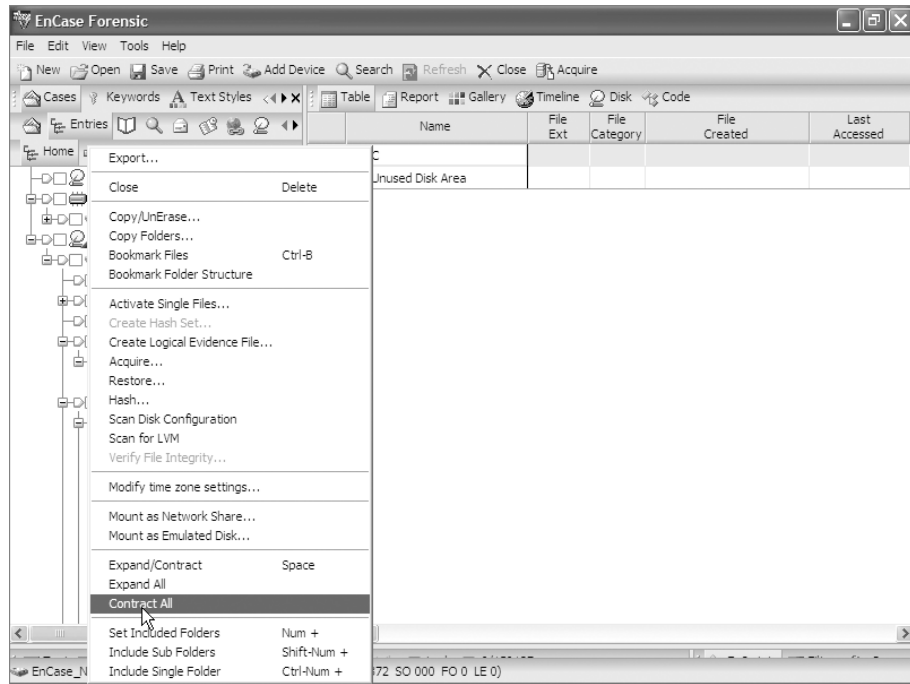 EnCase Forensic
File Edit View Tools Help
New Open Save Print Add Device Search Refresh Close Acquire
Cases Keywords Text Styles Table Report Gallery Timeline Disk Code
Entries Name File Ext File Category File Created Last Accessed
Home
C
Unused Disk Area
Export...
Close Delete
Copy/UnErase...
Copy Folders...
Bookmark Files Ctrl-B
Bookmark Folder Structure
Activate Single Files...
Create Hash Set...
Create Logical Evidence File...
Acquire...
Restore...
Hash...
Scan Disk Configuration
Scan for LVM
Verify File Integrity...
Modify time zone settings...
Mount as Network Share...
Mount as Emulated Disk...
Expand/Contract Space
Expand All
Contract All
Set Included Folders Num +
Include Sub Folders Shift-Num +
Include Single Folder Ctrl-Num +
EnCase_N 372 SO 000 FO 0 LE 0)